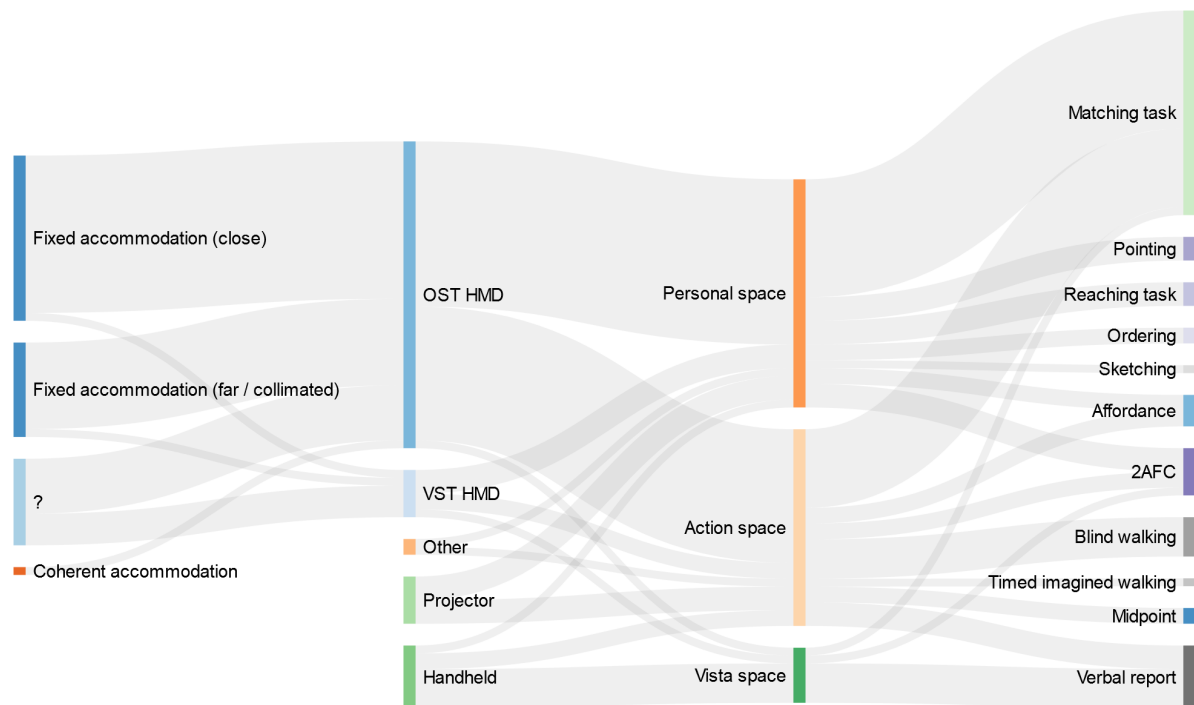 Fixed accommodation (close)
Fixed accommodation (far / collimated)
?
Coherent accommodation
OST HMD
VST HMD
Other
Projector
Handheld
Personal space
Action space
Vista space
Matching task
Pointing
Reaching task
Ordering
Sketching
Affordance
2AFC
Blind walking
Timed imagined walking
Midpoint
Verbal report